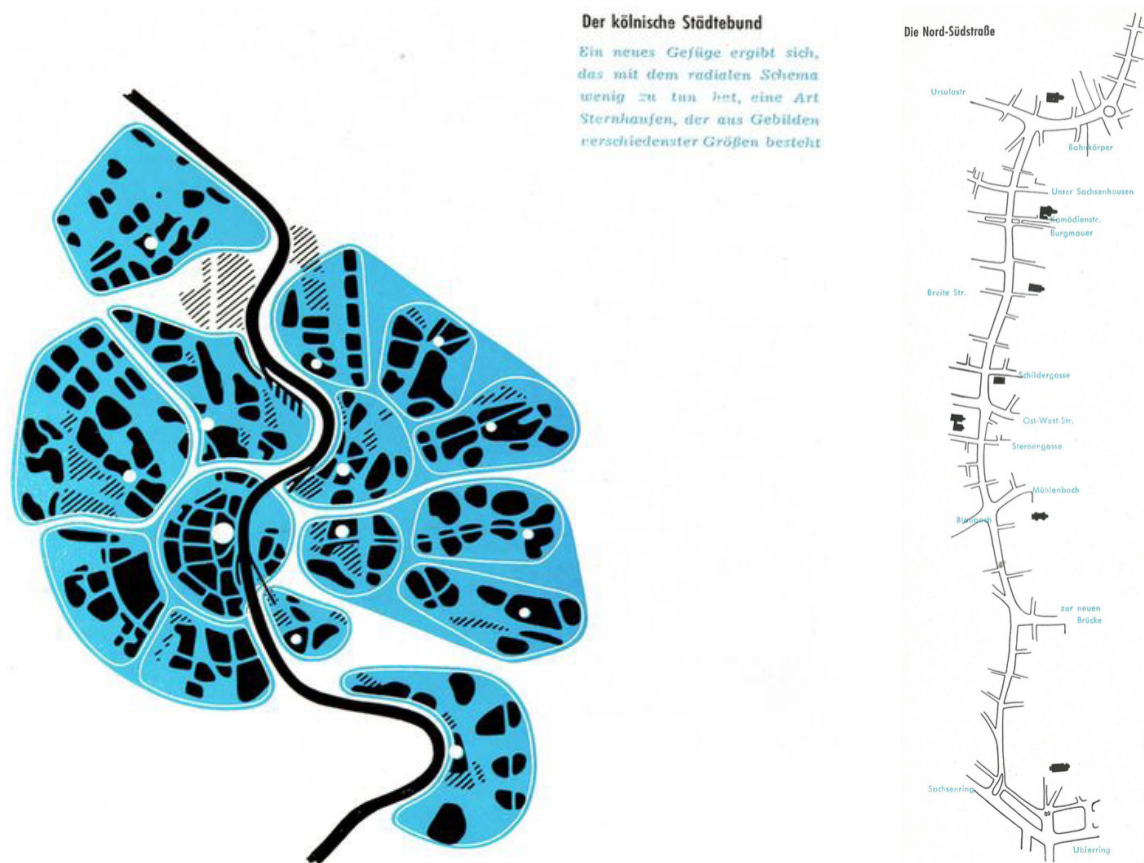 Der kölnische Städtebund
Ein neues Gefüge ergibt sich,
das mit dem radialen Schema
wenig zu tun hat, eine Art
Sternhaufen, der aus Gebilden
verschiedenster Größen besteht
Die Nord-Südstraße
Ursulastr.
Bahnkörper
Unter Sachsenhausen
Komödienstr.
Burgmauer
Breite Str.
Schildergasse
Ost-West-Str.
Sternengasse
Mühlenbach
Blaubach
zur neuen
Brücke
Sachsenring
Ubierring